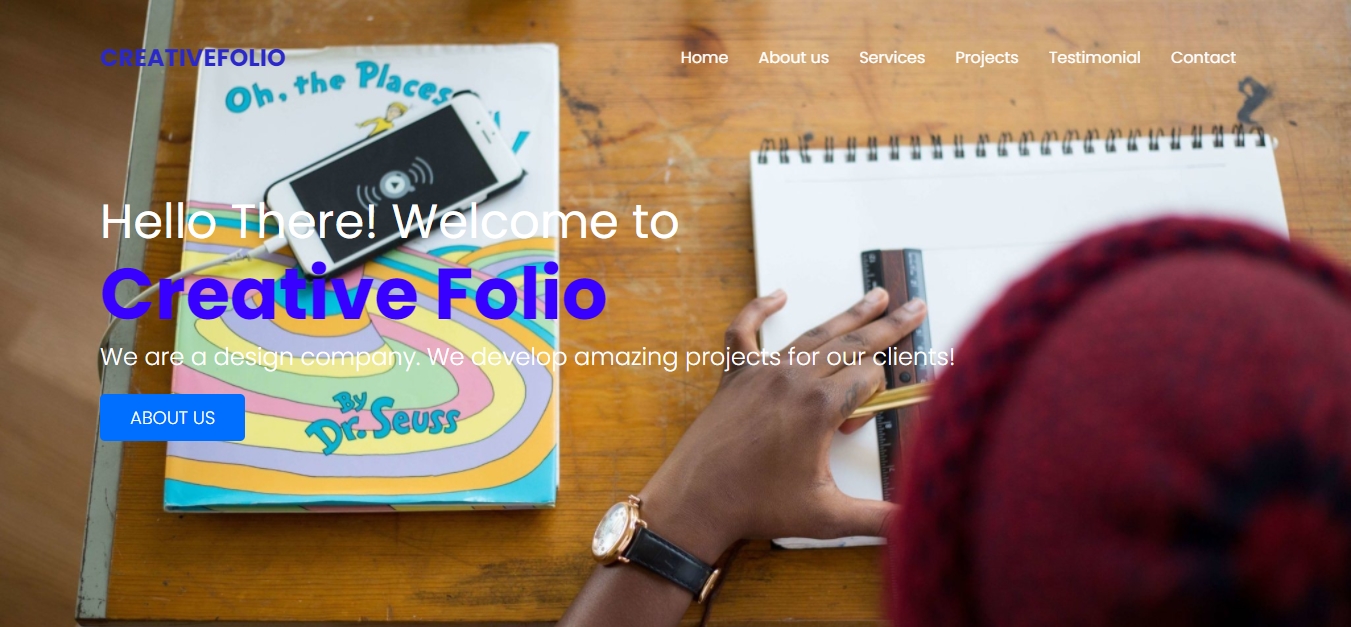 CREATIVEFOLIO
Home About us Services Projects Testimonial Contact
Oh, the Places
Hello There! Welcome to
Creative Folio
We are a design company. We develop amazing projects for our clients!
ABOUT US
By
Dr. Seuss